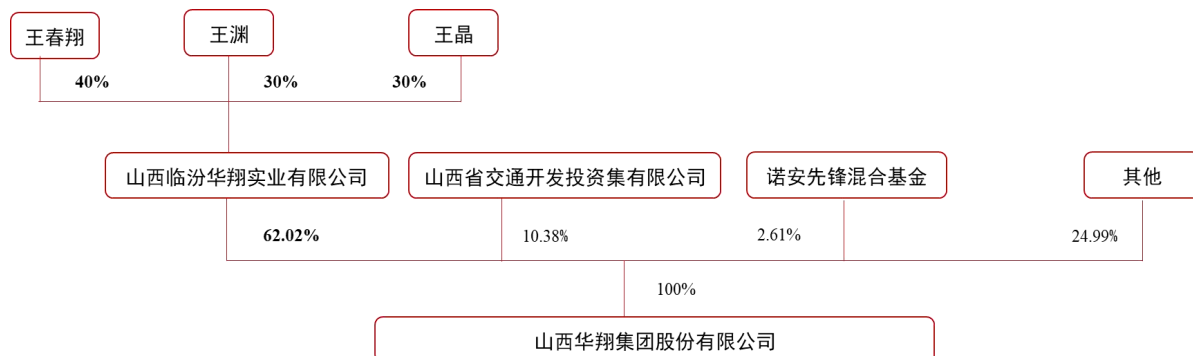 王春翔 王渊 王晶
40% 30% 30%
山西临汾华翔实业有限公司 山西省交通开发投资集有限公司 诺安先锋混合基金 其他
62.02% 10.38% 2.61% 24.99%
100%
山西华翔集团股份有限公司